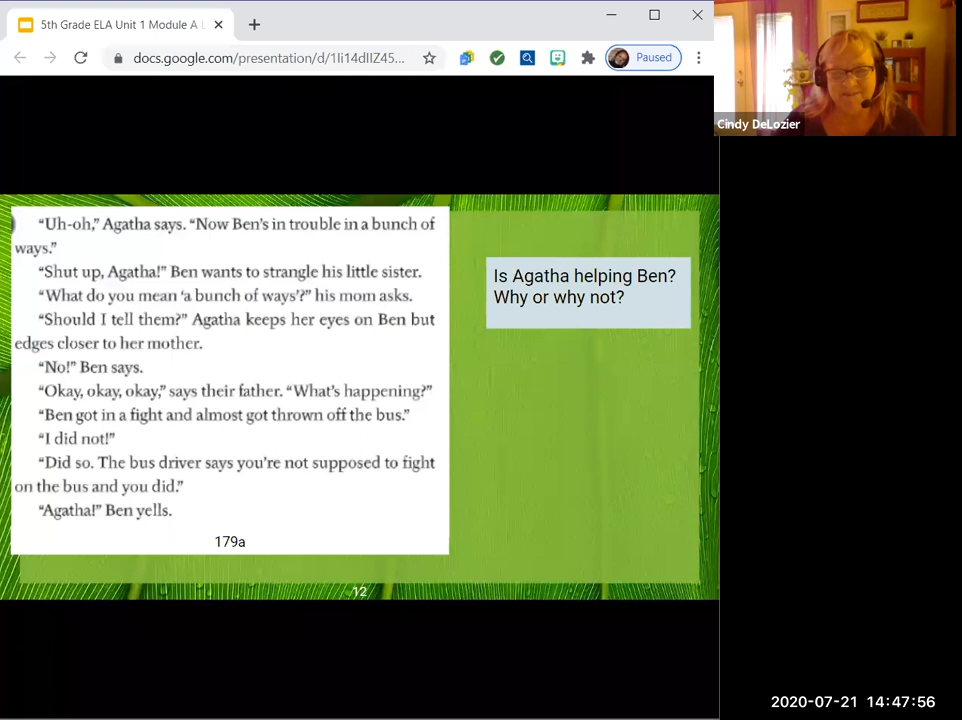 5th Grade ELA Unit 1 Module A L
docs.google.com/presentation/d/1Ii14dIIZ45...
Paused
Cindy DeLozier
“Uh-oh,” Agatha says. “Now Ben’s in trouble in a bunch of
ways.”
“Shut up, Agatha!” Ben wants to strangle his little sister.
“What do you mean ‘a bunch of ways’?” his mom asks.
“Should I tell them?” Agatha keeps her eyes on Ben but
edges closer to her mother.
“No!” Ben says.
“Okay, okay, okay,” says their father. “What’s happening?”
“Ben got in a fight and almost got thrown off the bus.”
“I did not!”
“Did so. The bus driver says you’re not supposed to fight
on the bus and you did.”
“Agatha!” Ben yells.
179a
Is Agatha helping Ben?
Why or why not?
12
2020-07-21 14:47:56